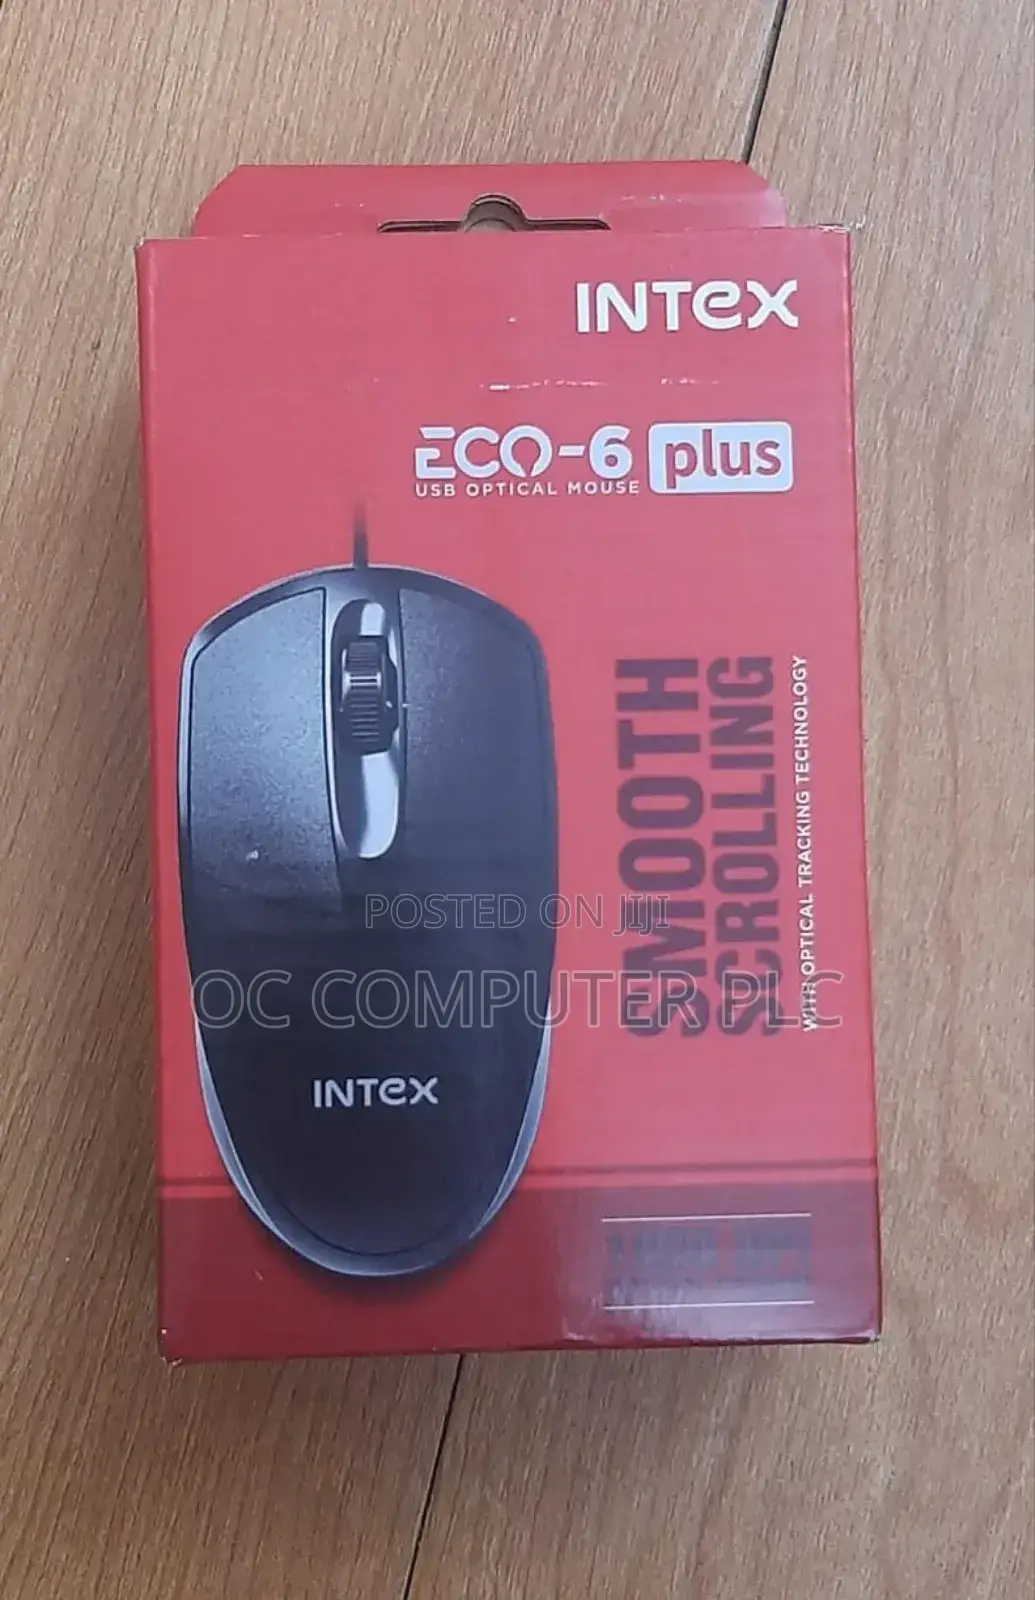 INTEX
ECO-6 plus
USB OPTICAL MOUSE
SMOOTH
SCROLLING
WITH OPTICAL TRACKING TECHNOLOGY
POSTED ON JIJI
OC COMPUTER PLC
INTEX